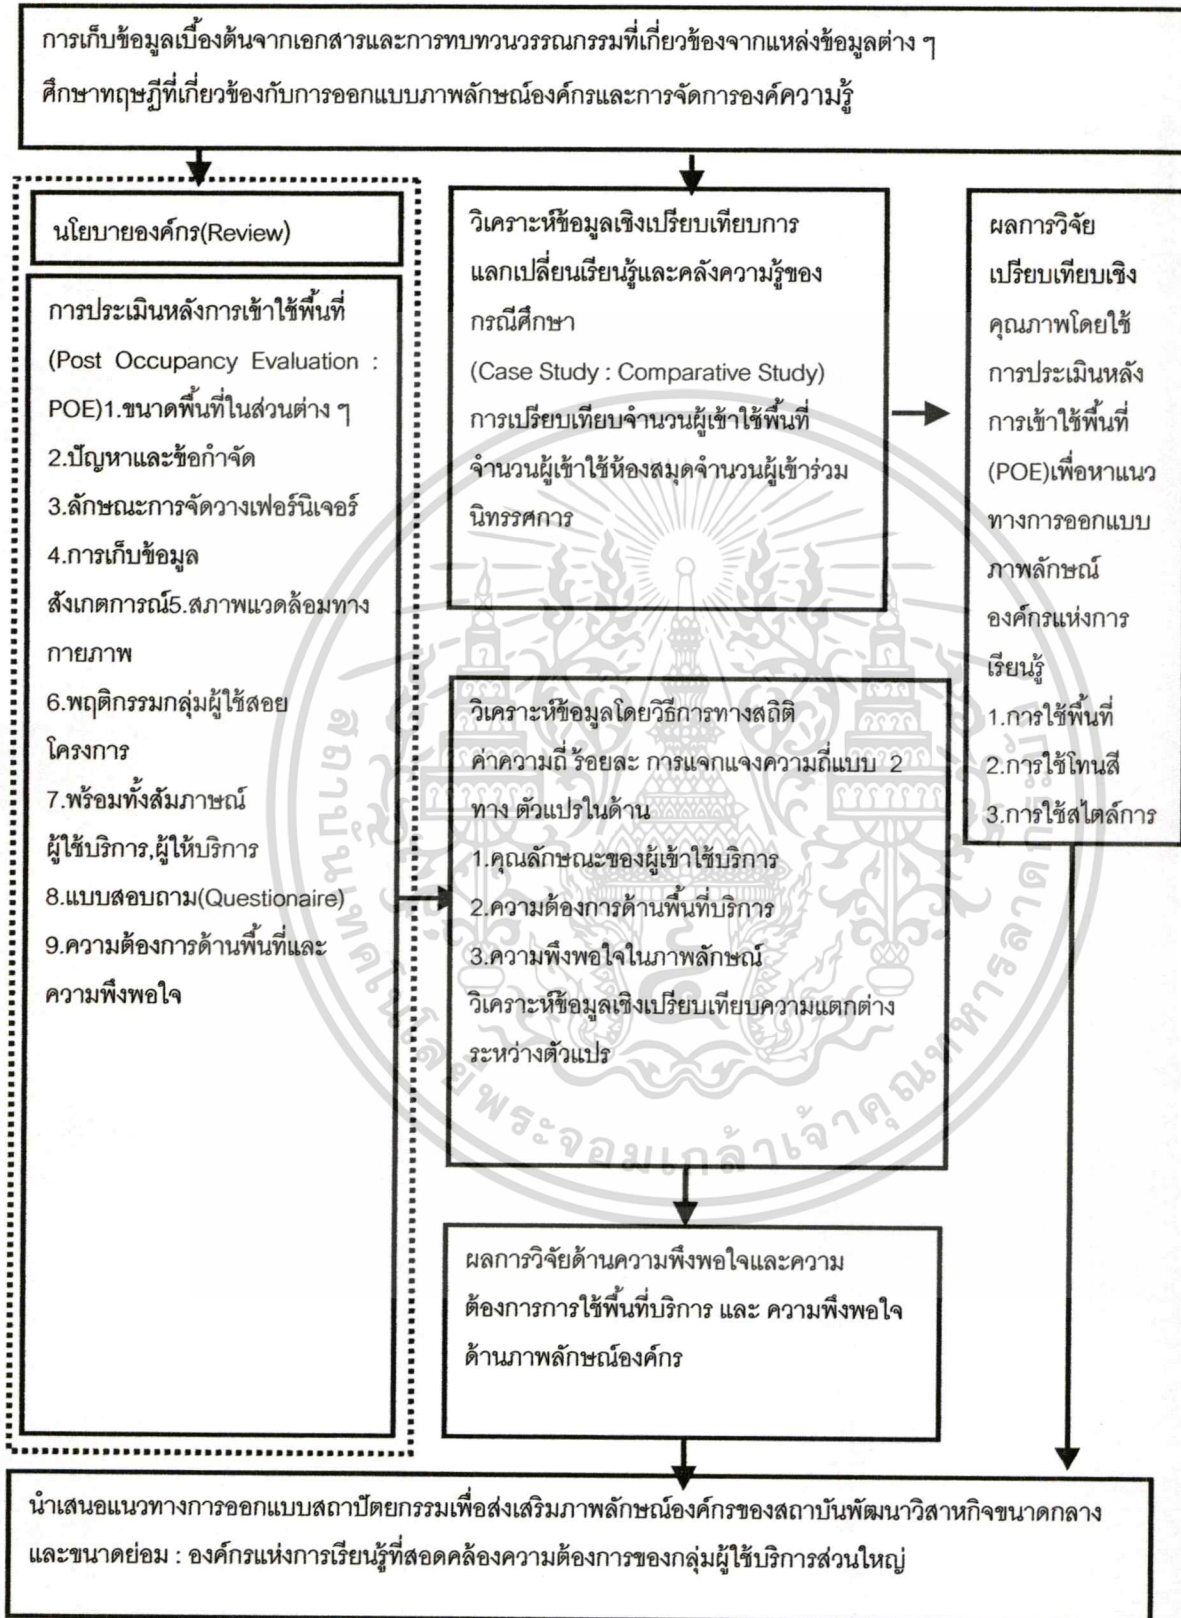 การเก็บข้อมูลเบื้องต้นจากเอกสารและการทบทวนวรรณกรรมที่เกี่ยวข้องจากแหล่งข้อมูลต่าง ๆ
ศึกษาทฤษฎีที่เกี่ยวข้องกับการออกแบบภาพลักษณ์องค์กรและการจัดการองค์ความรู้
นโยบายองค์กร(Review)
การประเมินหลังการเข้าใช้พื้นที่
(Post Occupancy Evaluation :
POE)1.ขนาดพื้นที่ในส่วนต่าง ๆ
2.ปัญหาและข้อกำจัด
3.ลักษณะการจัดวางเฟอร์นิเจอร์
4.การเก็บข้อมูล
สังเกตการณ์5.สภาพแวดล้อมทาง
กายภาพ
6.พฤติกรรมกลุ่มผู้ใช้สอย
โครงการ
7.พร้อมทั้งสัมภาษณ์
ผู้ใช้บริการ,ผู้ให้บริการ
8.แบบสอบถาม(Questionaire)
9.ความต้องการด้านพื้นที่และ
ความพึงพอใจ
วิเคราะห์ข้อมูลเชิงเปรียบเทียบการ
แลกเปลี่ยนเรียนรู้และคลังความรู้ของ
กรณีศึกษา
(Case Study : Comparative Study)
การเปรียบเทียบจำนวนผู้เข้าใช้พื้นที่
จำนวนผู้เข้าใช้ห้องสมุดจำนวนผู้เข้าร่วม
นิทรรศการ
วิเคราะห์ข้อมูลโดยวิธีการทางสถิติ
ค่าความถี่ ร้อยละ การแจกแจงความถี่แบบ 2
ทาง ตัวแปรในด้าน
1.คุณลักษณะของผู้เข้าใช้บริการ
2.ความต้องการด้านพื้นที่บริการ
3.ความพึงพอใจในภาพลักษณ์
วิเคราะห์ข้อมูลเชิงเปรียบเทียบความแตกต่าง
ระหว่างตัวแปร
ผลการวิจัยด้านความพึงพอใจและความ
ต้องการการใช้พื้นที่บริการ และ ความพึงพอใจ
ด้านภาพลักษณ์องค์กร
ผลการวิจัย
เปรียบเทียบเชิง
คุณภาพโดยใช้
การประเมินหลัง
การเข้าใช้พื้นที่
(POE)เพื่อหาแนว
ทางการออกแบบ
ภาพลักษณ์
องค์กรแห่งการ
เรียนรู้
1.การใช้พื้นที่
2.การใช้โทนสี
3.การใช้สไตล์การ
นำเสนอแนวทางการออกแบบสถาปัตยกรรมเพื่อส่งเสริมภาพลักษณ์องค์กรของสถาบันพัฒนาวิสาหกิจขนาดกลาง
และขนาดย่อม : องค์กรแห่งการเรียนรู้ที่สอดคล้องความต้องการของกลุ่มผู้ใช้บริการส่วนใหญ่
สถาบันเทคโนโลยีพระจอมเกล้าเจ้าคุณทหารลาดกระบัง